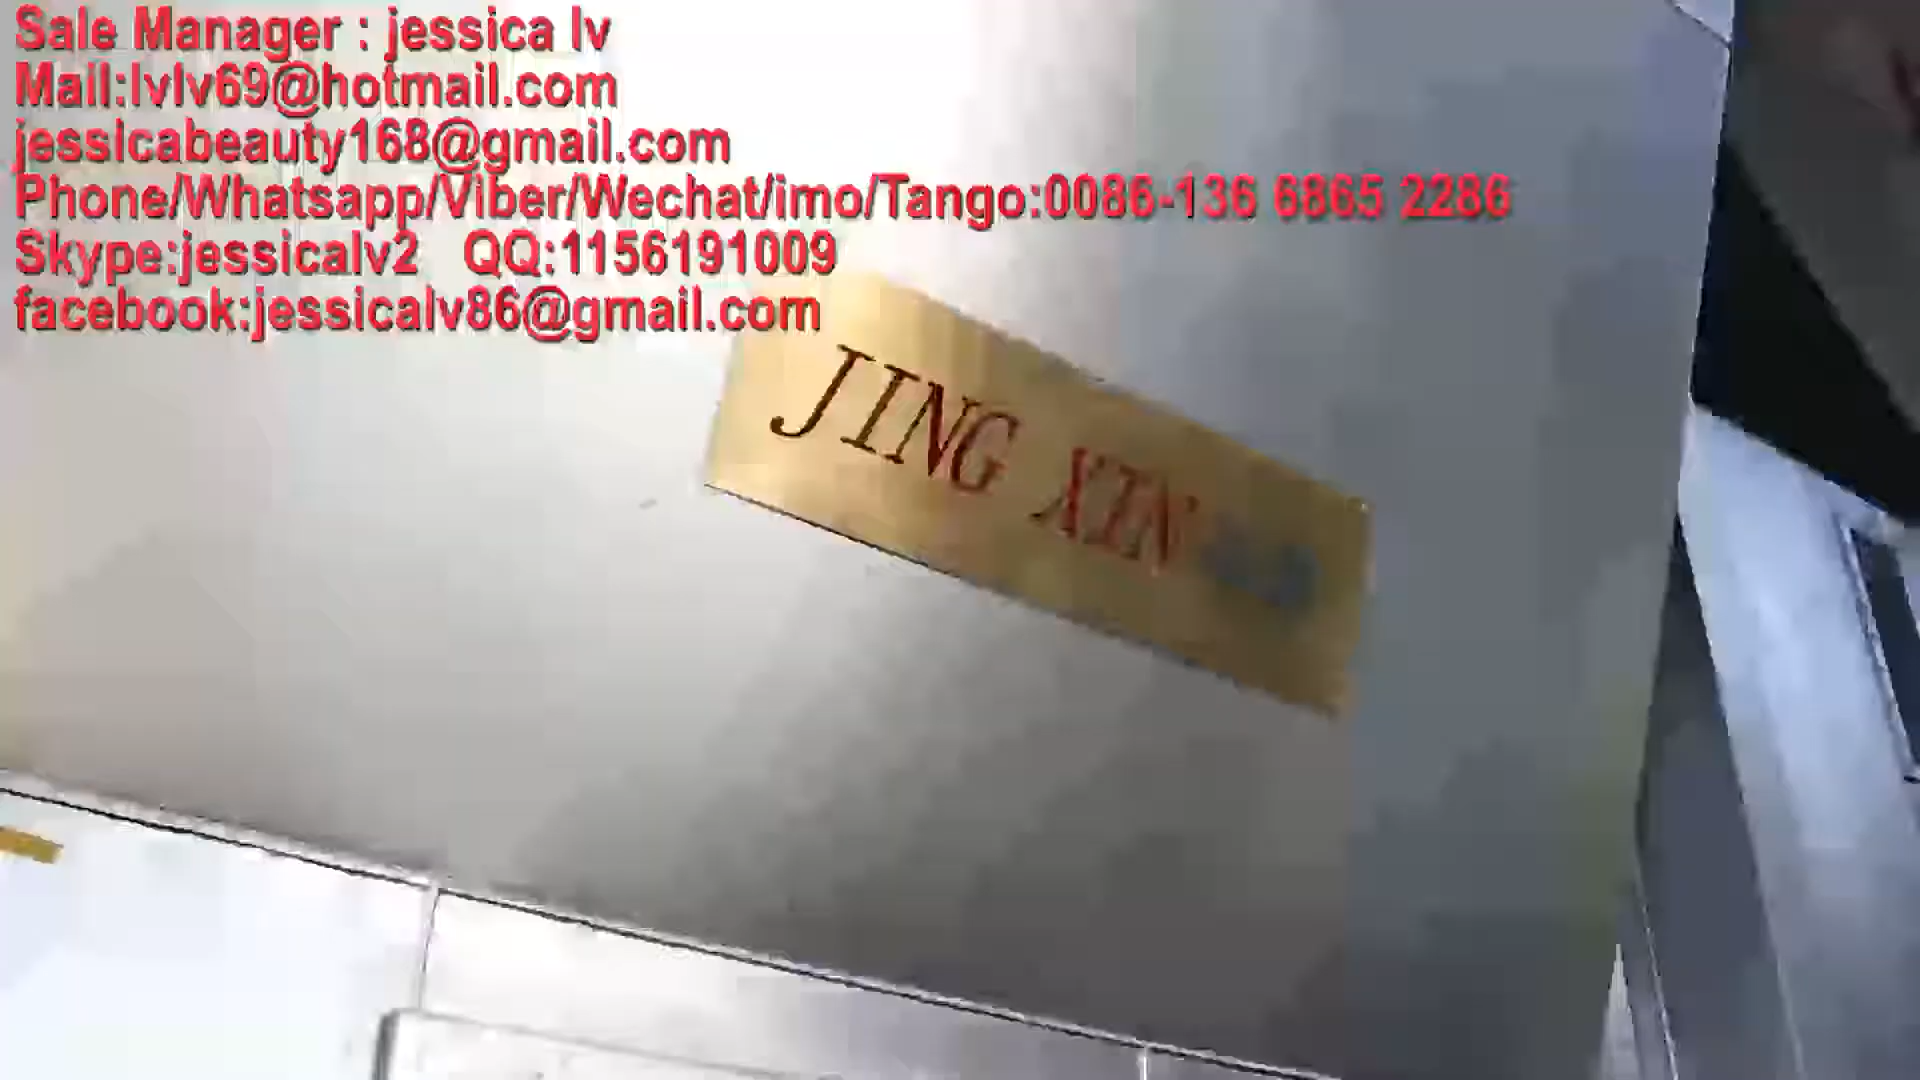 Sale Manager : jessica lv
Mail:lvlv69@hotmail.com
jessicabeauty168@gmail.com
Phone/Whatsapp/Viber/Wechat/imo/Tango:0086-136 6865 2286
Skype:jessicalv2 QQ:1156191009
facebook:jessicalv86@gmail.com
JING XIN